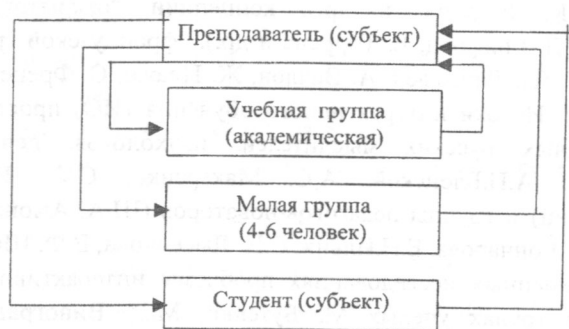 Преподаватель (субъект)
Учебная группа
(академическая)
Малая группа
(4-6 человек)
Студент (субъект)